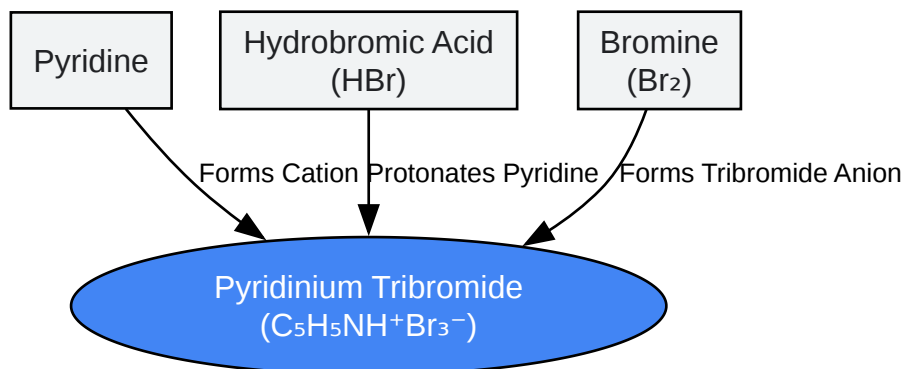 Pyridine
Hydrobromic Acid
(HBr)
Bromine
(Br₂)
Forms Cation
Protonates Pyridine
Forms Tribromide Anion
Pyridinium Tribromide
(C₅H₅NH⁺Br₃⁻)